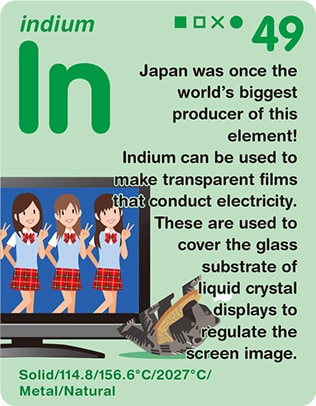 indium
49
In
Japan was once the
world's biggest
producer of this
element!
Indium can be used to
make transparent films
that conduct electricity.
These are used to
cover the glass
substrate of
liquid crystal
displays to
regulate the
screen image.
Solid/114.8/156.6°C/2027°C/
Metal/Natural